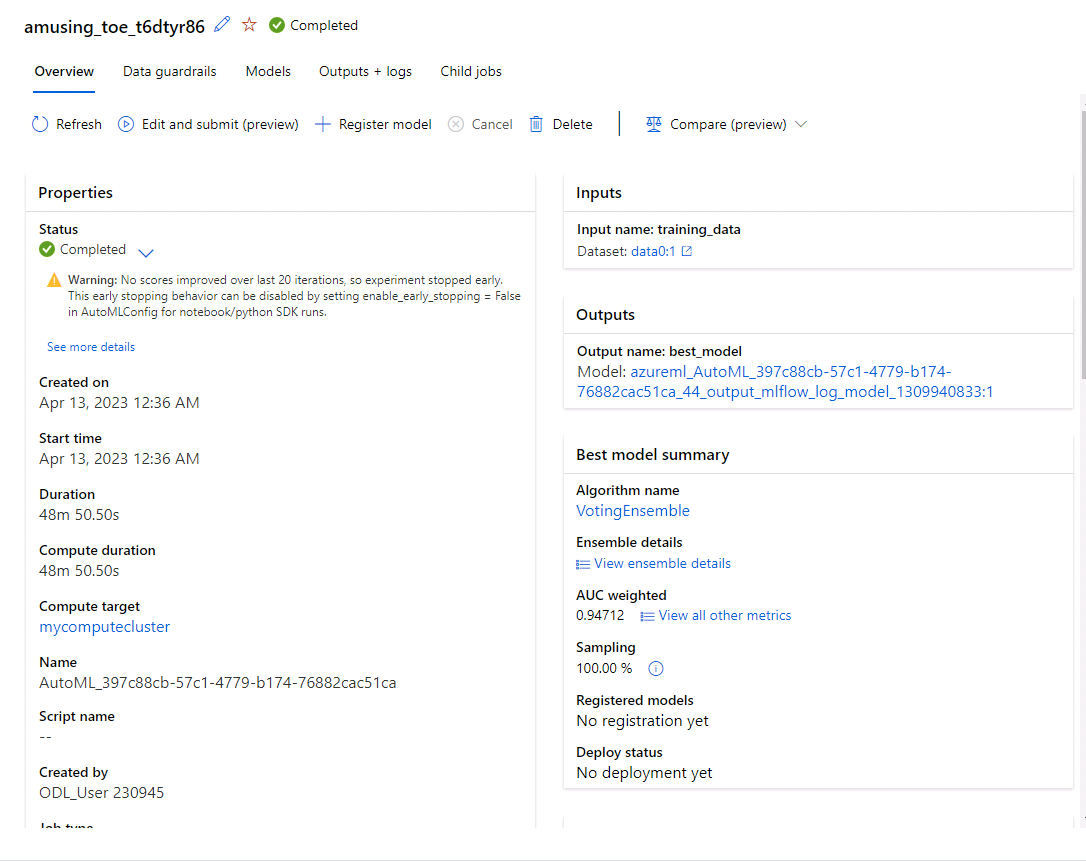 amusing_toe_t6dtyr86 Completed
Overview Data guardrails Models Outputs + logs Child jobs
Refresh Edit and submit (preview) Register model Cancel Delete Compare (preview)
Properties
Status
Completed
Warning: No scores improved over last 20 iterations, so experiment stopped early.
This early stopping behavior can be disabled by setting enable_early_stopping = False
in AutoMLConfig for notebook/python SDK runs.
See more details
Created on
Apr 13, 2023 12:36 AM
Start time
Apr 13, 2023 12:36 AM
Duration
48m 50.50s
Compute duration
48m 50.50s
Compute target
mycomputecluster
Name
AutoML_397c88cb-57c1-4779-b174-76882cac51ca
Script name
--
Created by
ODL_User 230945
Job type
Inputs
Input name: training_data
Dataset: data0:1
Outputs
Output name: best_model
Model: azureml_AutoML_397c88cb-57c1-4779-b174-
76882cac51ca_44_output_mlflow_log_model_1309940833:1
Best model summary
Algorithm name
VotingEnsemble
Ensemble details
View ensemble details
AUC weighted
0.94712 View all other metrics
Sampling
100.00 %
Registered models
No registration yet
Deploy status
No deployment yet